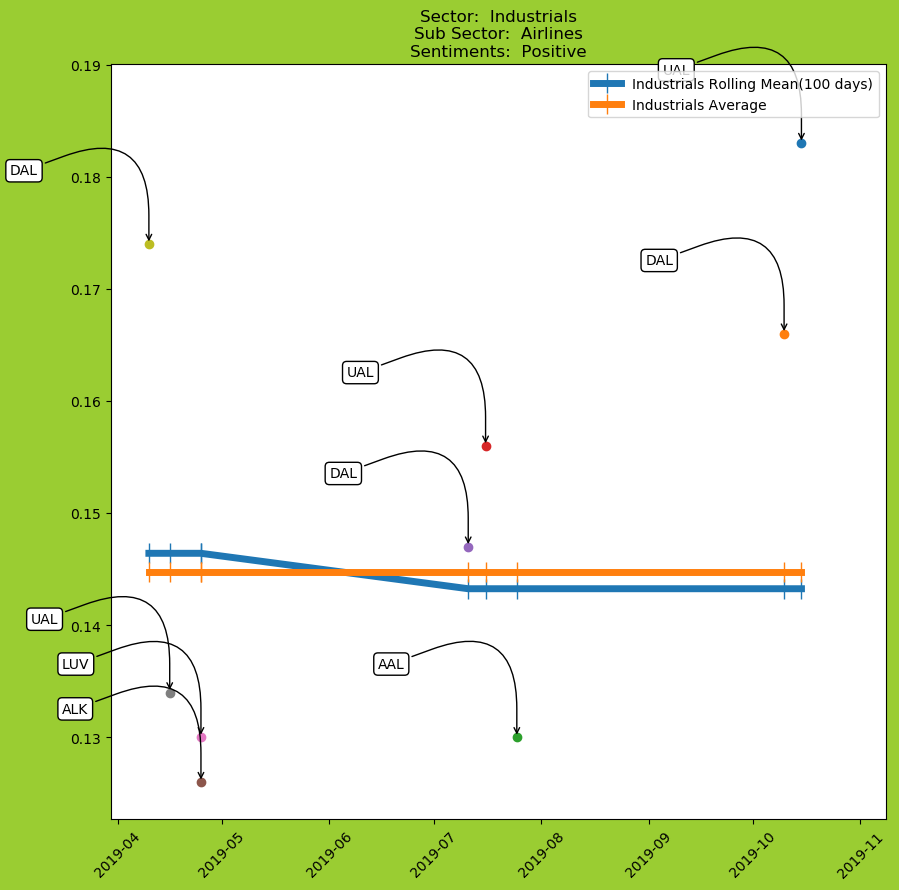 Sector:  Industrials
Sub Sector:  Airlines
Sentiments:  Positive
UAL
Industrials Rolling Mean(100 days)
Industrials Average
DAL
DAL
UAL
DAL
UAL
LUV
ALK
AAL
0.19
0.18
0.17
0.16
0.15
0.14
0.13
2019-04
2019-05
2019-06
2019-07
2019-08
2019-09
2019-10
2019-11